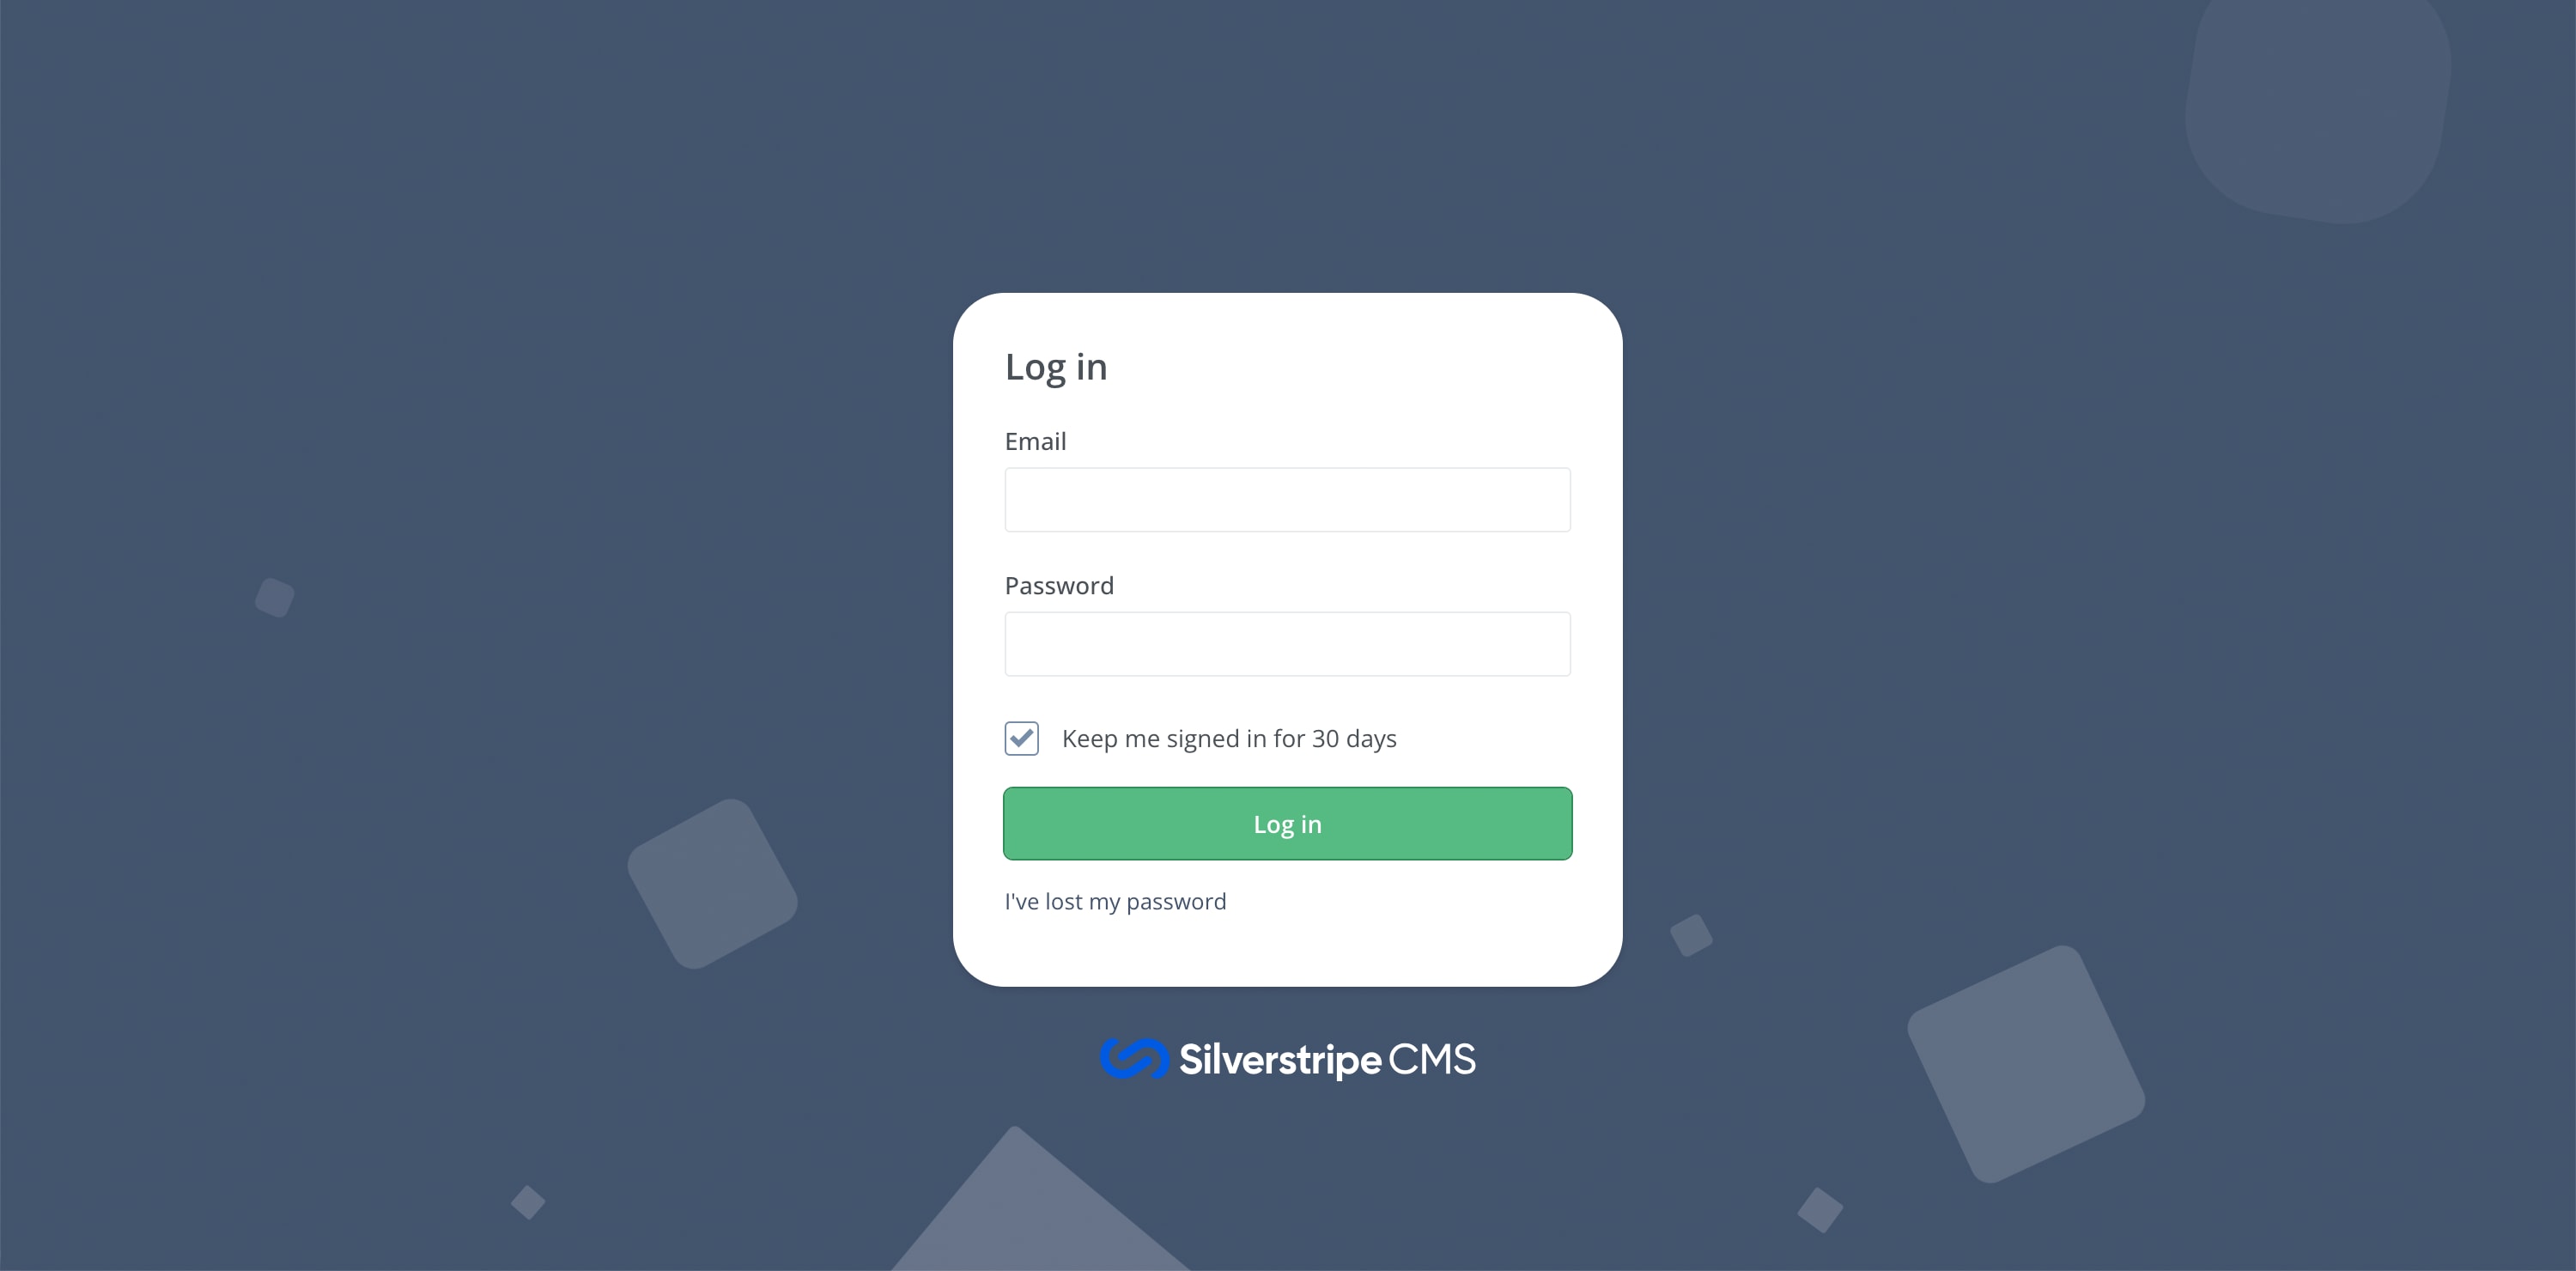 Log in
Email
Password
Keep me signed in for 30 days
Log in
I've lost my password
Silverstripe CMS